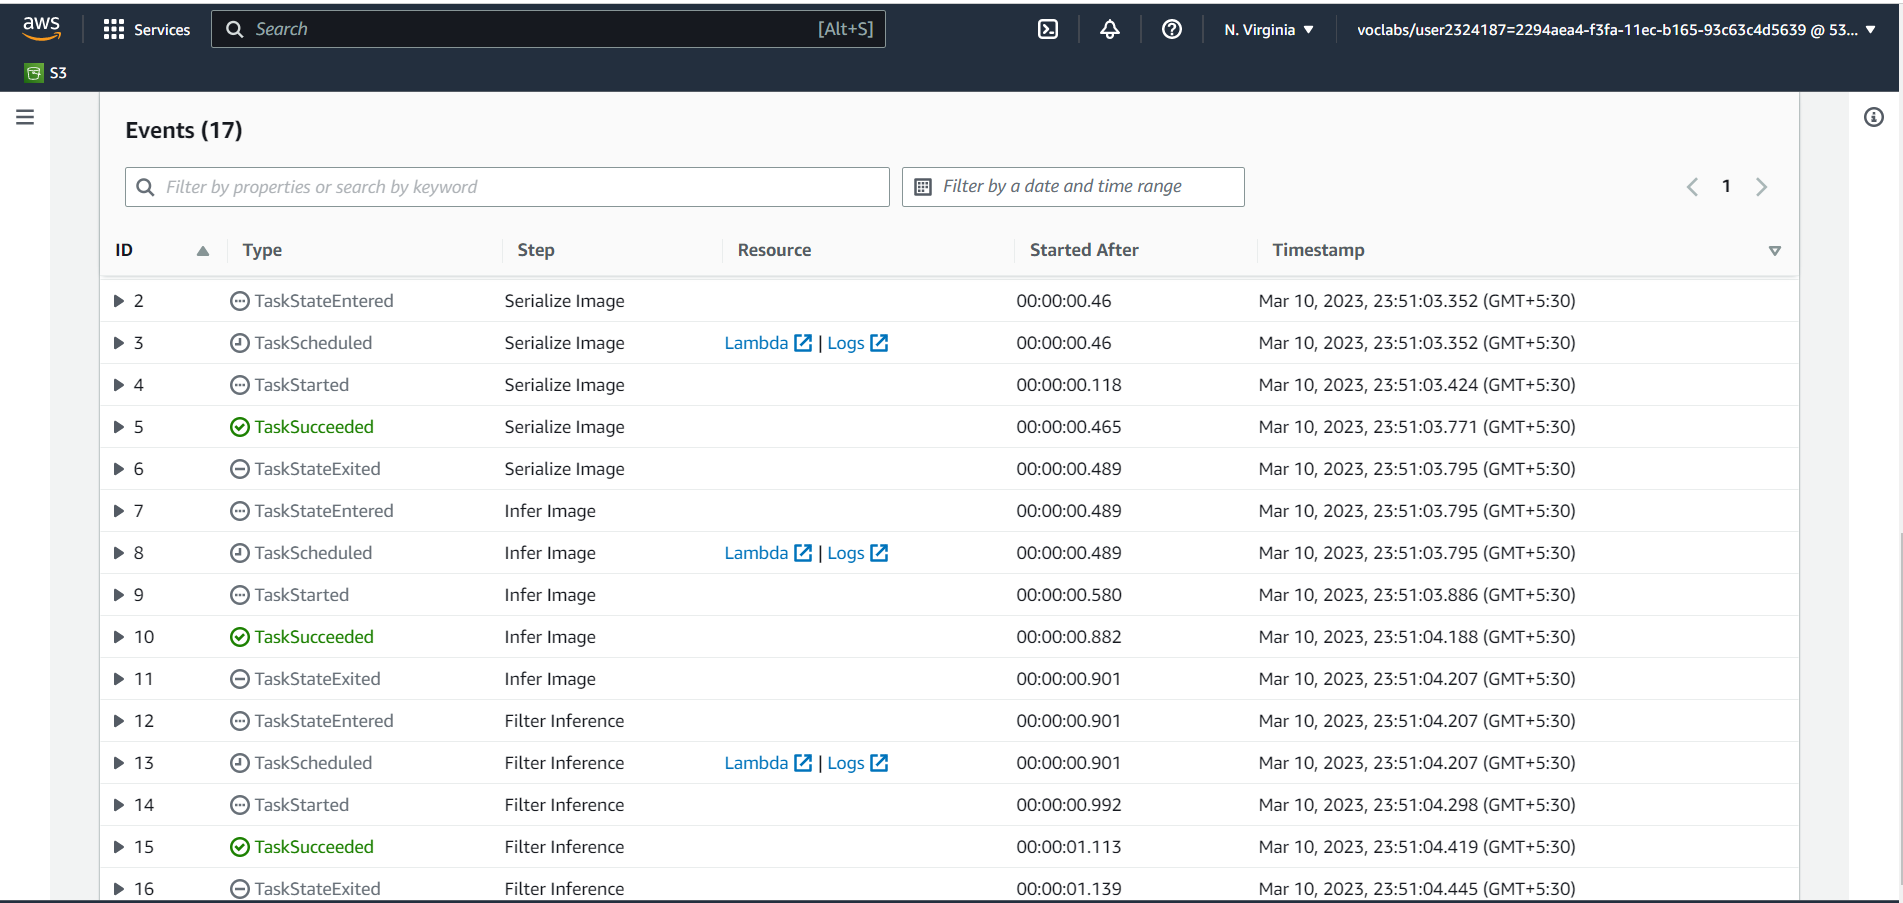 aws Services Search [Alt+S] N. Virginia voclabs/user2324187=2294aea4-f3fa-11ec-b165-93c63c4d5639 @ 53...
S3
Events (17)
Filter by properties or search by keyword Filter by a date and time range 1
ID Type Step Resource Started After Timestamp
2 TaskStateEntered Serialize Image 00:00:00.46 Mar 10, 2023, 23:51:03.352 (GMT+5:30)
3 TaskScheduled Serialize Image Lambda | Logs 00:00:00.46 Mar 10, 2023, 23:51:03.352 (GMT+5:30)
4 TaskStarted Serialize Image 00:00:00.118 Mar 10, 2023, 23:51:03.424 (GMT+5:30)
5 TaskSucceeded Serialize Image 00:00:00.465 Mar 10, 2023, 23:51:03.771 (GMT+5:30)
6 TaskStateExited Serialize Image 00:00:00.489 Mar 10, 2023, 23:51:03.795 (GMT+5:30)
7 TaskStateEntered Infer Image 00:00:00.489 Mar 10, 2023, 23:51:03.795 (GMT+5:30)
8 TaskScheduled Infer Image Lambda | Logs 00:00:00.489 Mar 10, 2023, 23:51:03.795 (GMT+5:30)
9 TaskStarted Infer Image 00:00:00.580 Mar 10, 2023, 23:51:03.886 (GMT+5:30)
10 TaskSucceeded Infer Image 00:00:00.882 Mar 10, 2023, 23:51:04.188 (GMT+5:30)
11 TaskStateExited Infer Image 00:00:00.901 Mar 10, 2023, 23:51:04.207 (GMT+5:30)
12 TaskStateEntered Filter Inference 00:00:00.901 Mar 10, 2023, 23:51:04.207 (GMT+5:30)
13 TaskScheduled Filter Inference Lambda | Logs 00:00:00.901 Mar 10, 2023, 23:51:04.207 (GMT+5:30)
14 TaskStarted Filter Inference 00:00:00.992 Mar 10, 2023, 23:51:04.298 (GMT+5:30)
15 TaskSucceeded Filter Inference 00:00:01.113 Mar 10, 2023, 23:51:04.419 (GMT+5:30)
16 TaskStateExited Filter Inference 00:00:01.139 Mar 10, 2023, 23:51:04.445 (GMT+5:30)